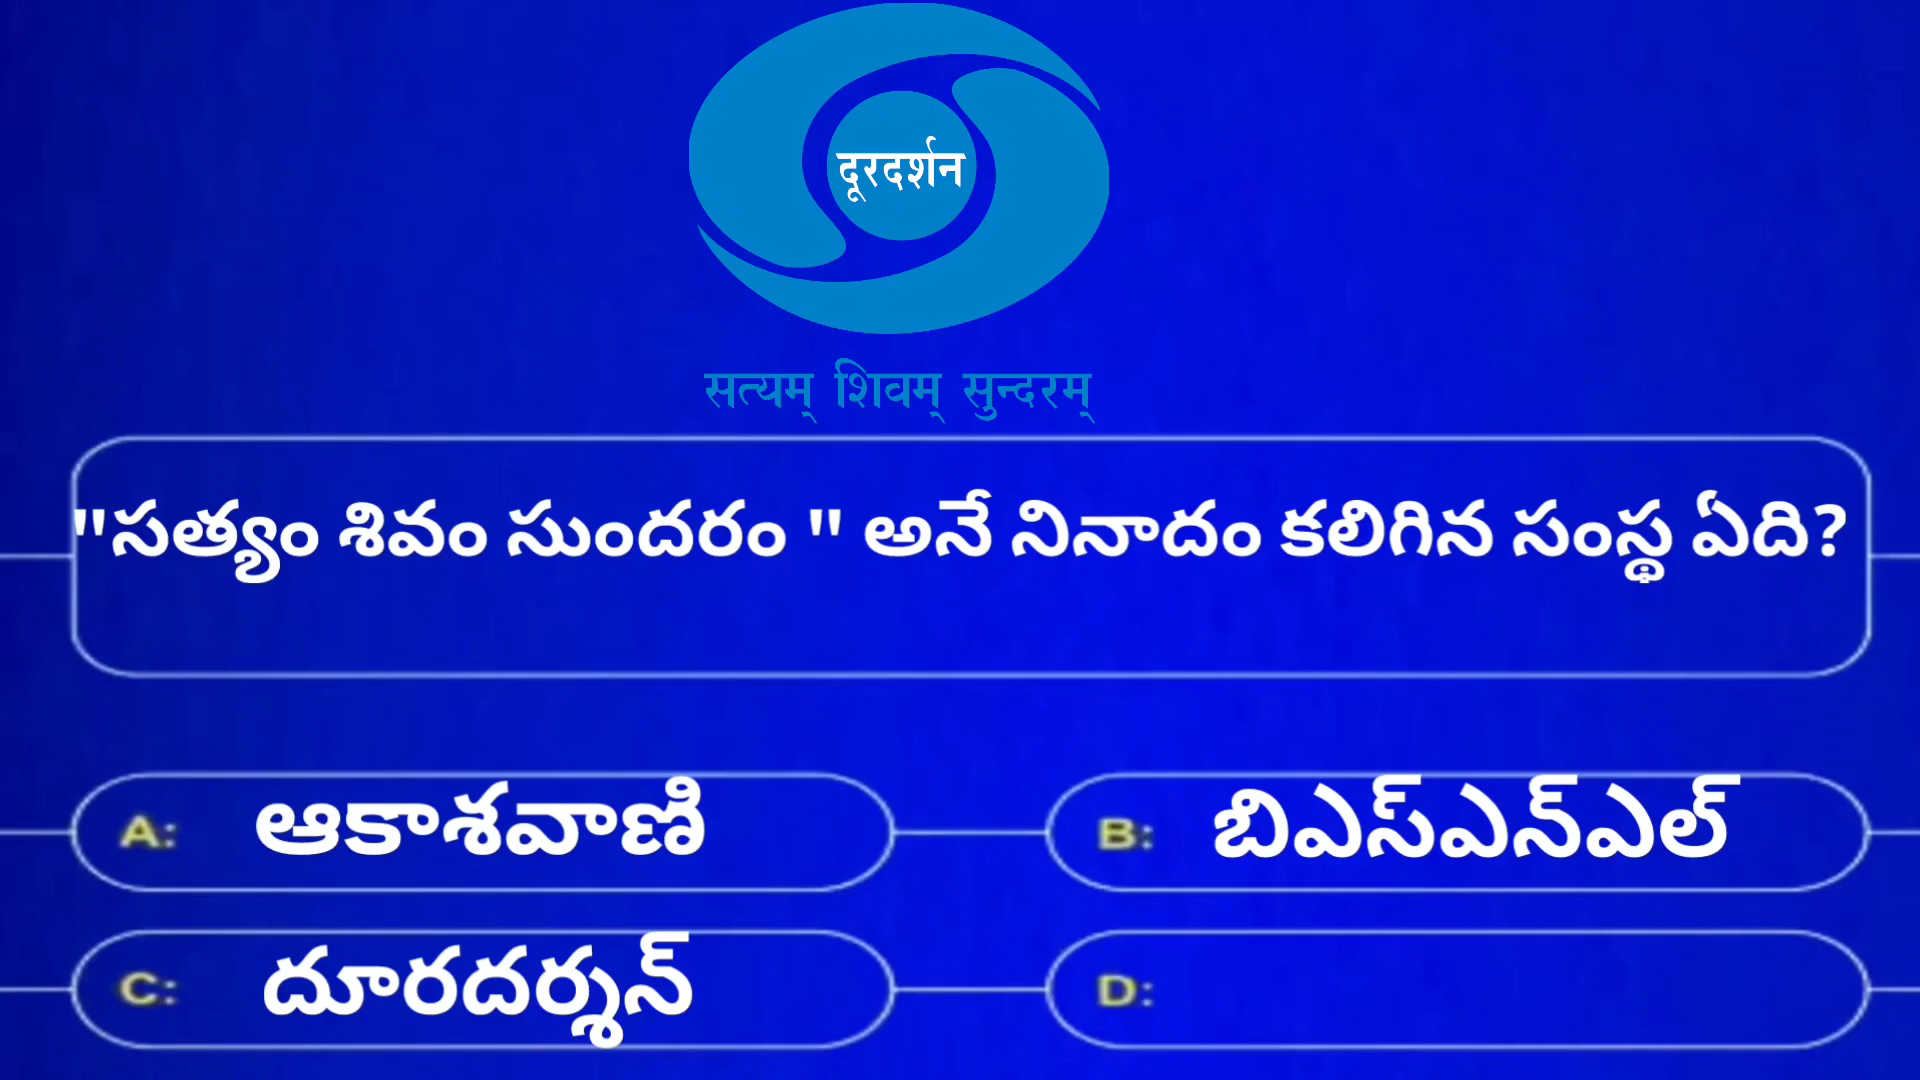 दूरदर्शन
सत्यम् शिवम् सुन्दरम्
"సత్యం శివం సుందరం " అనే నినాదం కలిగిన సంస్థ ఏది?
A: ఆకాశవాణి
B: బిఎస్ఎన్ఎల్
C: దూరదర్శన్
D: